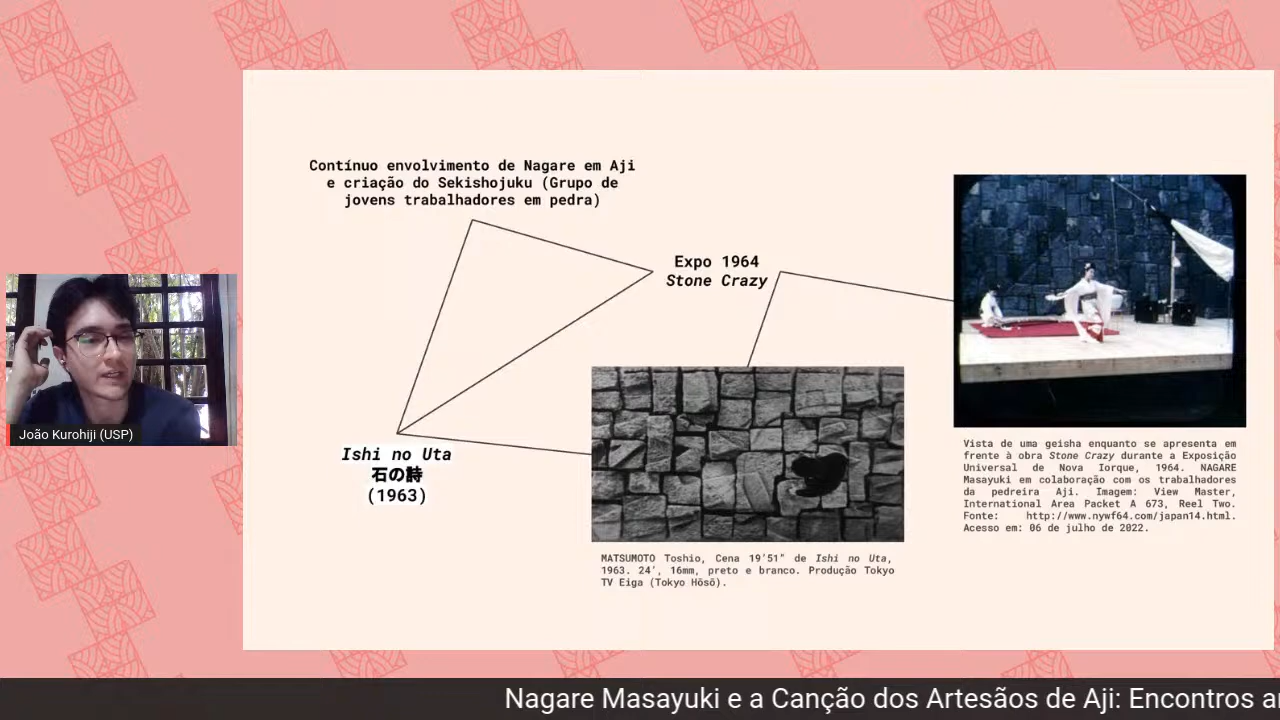 Contínuo envolvimento de Nagare em Aji
e criação do Sekishojuku (Grupo de
jovens trabalhadores em pedra)
Expo 1964
Stone Crazy
Ishi no Uta
石の詩
(1963)
MATSUMOTO Toshio, Cena 19’51” de Ishi no Uta,
1963. 24’, 16mm, preto e branco. Produção Tokyo
TV Eiga (Tokyo Hōsō).
Vista de uma geisha enquanto se apresenta em
frente à obra Stone Crazy durante a Exposição
Universal de Nova Iorque, 1964. NAGARE
Masayuki em colaboração com os trabalhadores
da pedreira Aji. Imagem: View Master,
International Area Packet A 673, Reel Two.
Fonte: http://www.nywf64.com/japan14.html.
Acesso em: 06 de julho de 2022.
João Kurohiji (USP)
Nagare Masayuki e a Canção dos Artesãos de Aji: Encontros a